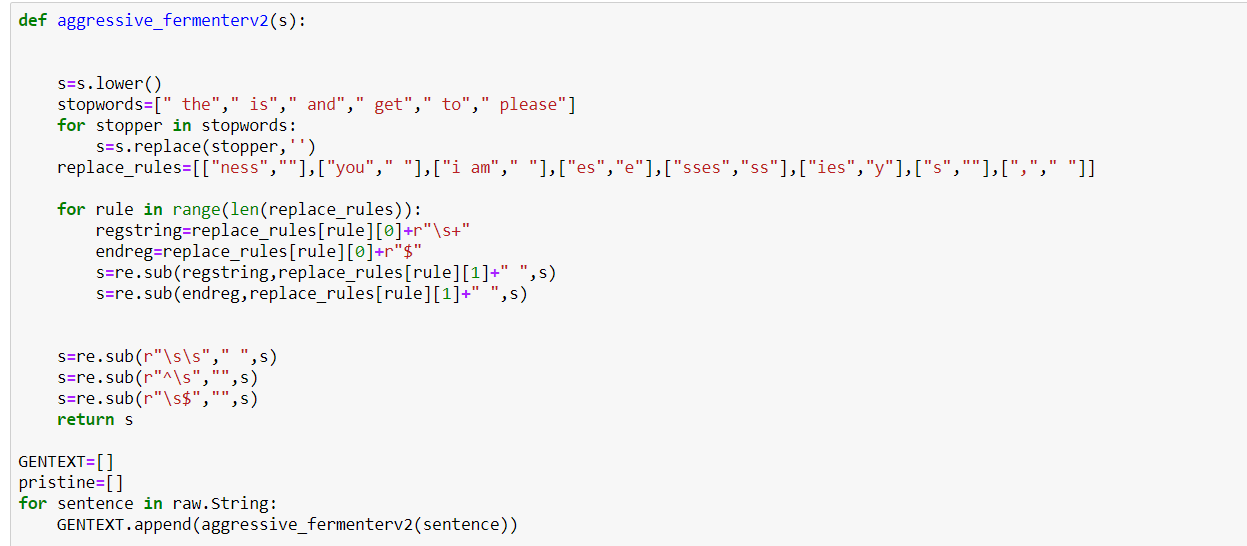 def aggressive_fermenterv2(s):
s=s.lower()
stopwords=[" the"," is"," and"," get"," to"," please"]
for stopper in stopwords:
s=s.replace(stopper,'')
replace_rules=[["ness",""],["you"," "],["i am"," "],["es","e"],["sses","ss"],["ies","y"],["s",""],[","," "]]
for rule in range(len(replace_rules)):
regstring=replace_rules[rule][0]+r"\s+"
endreg=replace_rules[rule][0]+r"$"
s=re.sub(regstring,replace_rules[rule][1]+" ",s)
s=re.sub(endreg,replace_rules[rule][1]+" ",s)
s=re.sub(r"\s\s"," ",s)
s=re.sub(r"^\s","",s)
s=re.sub(r"\s$","",s)
return s
GENTEXT=[]
pristine=[]
for sentence in raw.String:
GENTEXT.append(aggressive_fermenterv2(sentence))